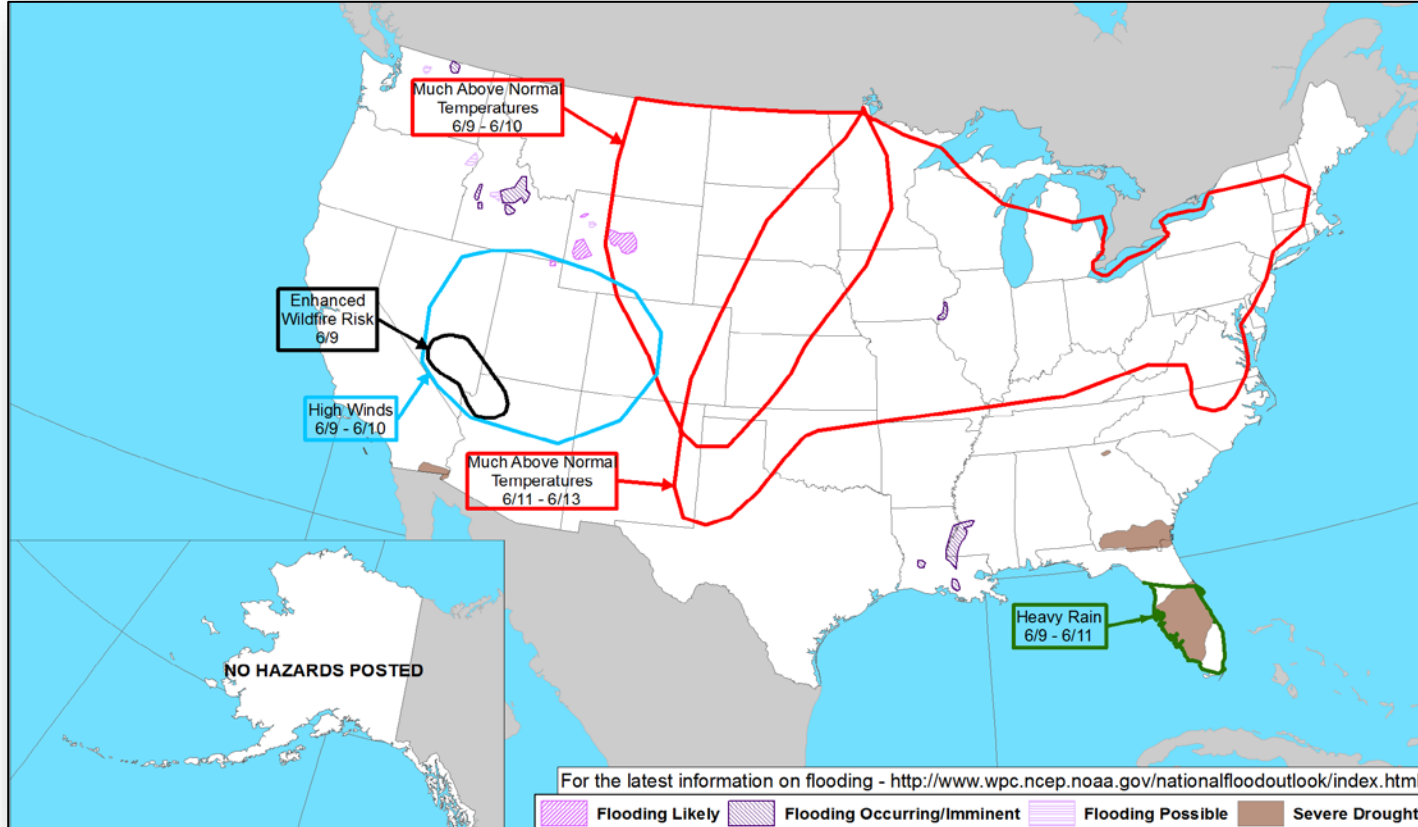 Much Above Normal
Temperatures
6/9 - 6/10
Enhanced
Wildfire Risk
6/9
High Winds
6/9 - 6/10
Much Above Normal
Temperatures
6/11 - 6/13
Heavy Rain
6/9 - 6/11
NO HAZARDS POSTED
For the latest information on flooding - http://www.wpc.ncep.noaa.gov/nationalfloodoutlook/index.html
Flooding Likely
Flooding Occurring/Imminent
Flooding Possible
Severe Drought